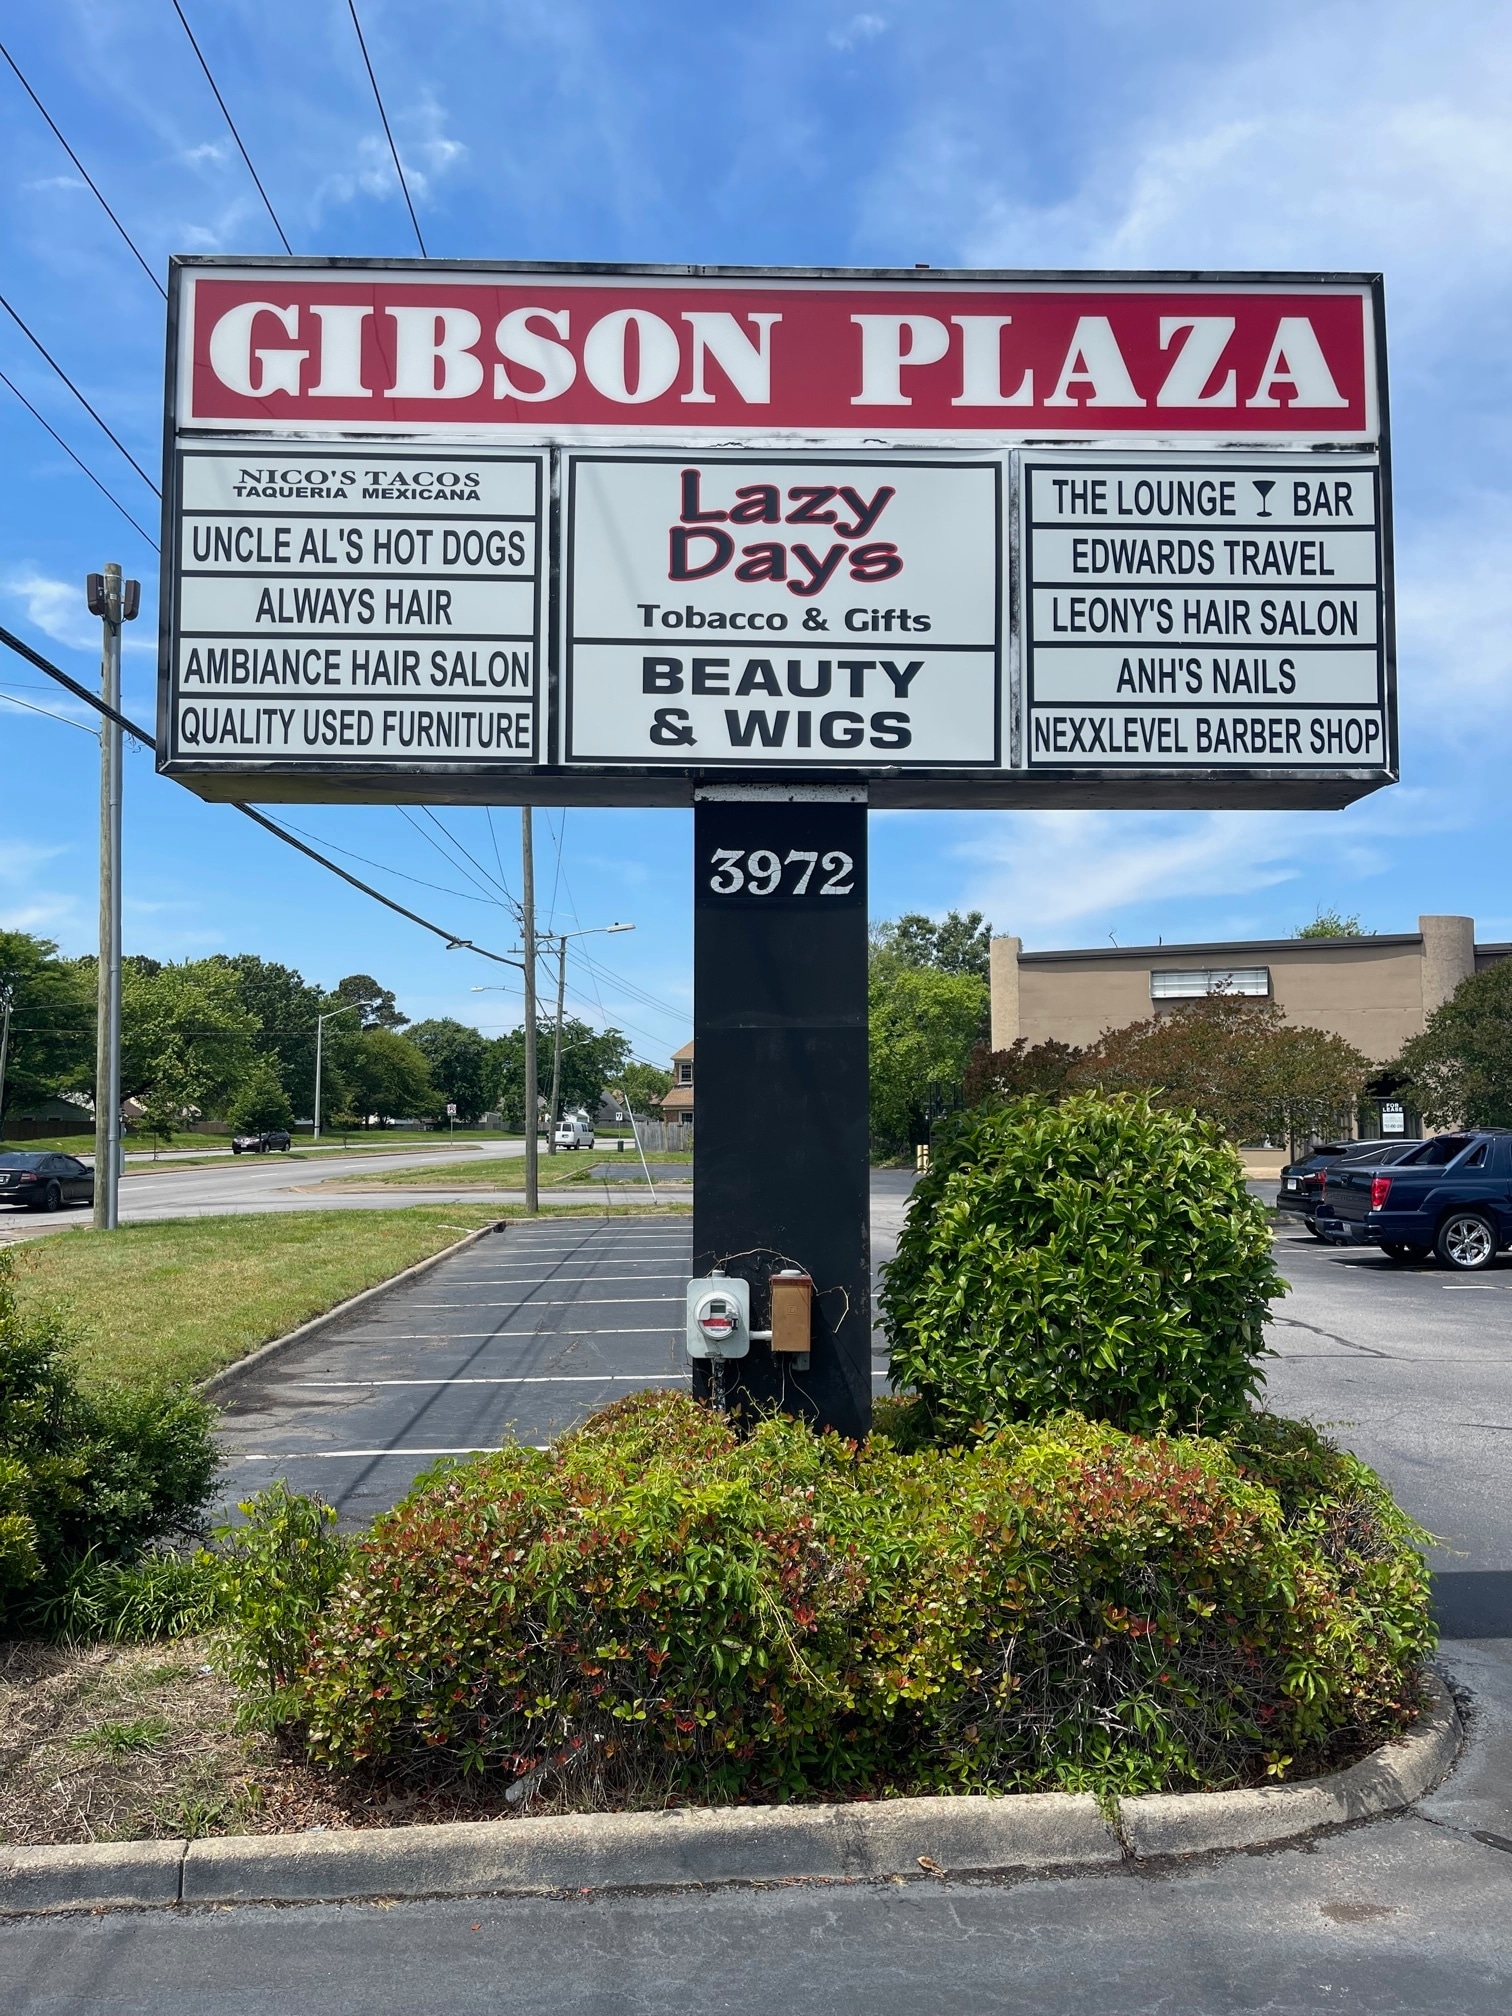 GIBSON PLAZA
NICO'S TACOS
TAQUERIA MEXICANA
UNCLE AL'S HOT DOGS
ALWAYS HAIR
AMBIANCE HAIR SALON
QUALITY USED FURNITURE
Lazy
Days
Tobacco & Gifts
BEAUTY
& WIGS
THE LOUNGE BAR
EDWARDS TRAVEL
LEONY'S HAIR SALON
ANH'S NAILS
NEXXLEVEL BARBER SHOP
3972
FOR
LEASE